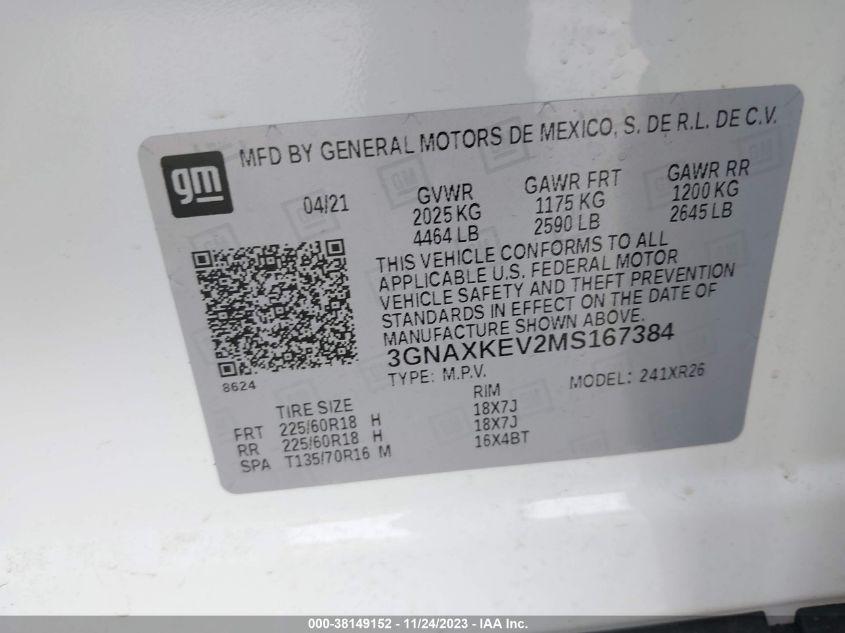 gm MFD BY GENERAL MOTORS DE MEXICO, S. DE R.L. DE C.V.
04/21 GVWR GAWR FRT GAWR RR
2025 KG 1175 KG 1200 KG
4464 LB 2590 LB 2645 LB
THIS VEHICLE CONFORMS TO ALL
APPLICABLE U.S. FEDERAL MOTOR
VEHICLE SAFETY AND THEFT PREVENTION
STANDARDS IN EFFECT ON THE DATE OF
MANUFACTURE SHOWN ABOVE.
3GNAXKEV2MS167384
8624 TYPE: M.P.V. MODEL: 241XR26
TIRE SIZE RIM
FRT 225/60R18 H 18X7J
RR 225/60R18 H 18X7J
SPA T135/70R16 M 16X4BT
000-38149152 - 11/24/2023 - IAA Inc.